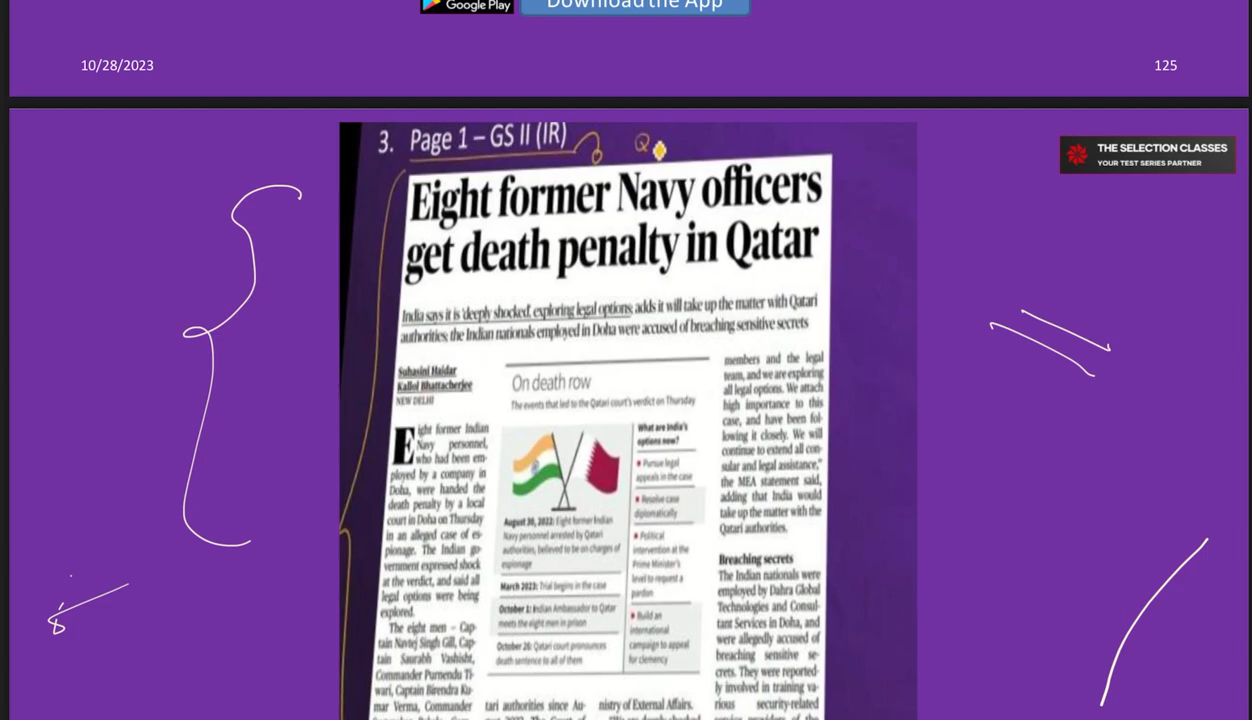 Google Play
Download the App
10/28/2023
125
THE SELECTION CLASSES
YOUR TEST SERIES PARTNER
3. Page 1 – GS II (IR)
Q
Eight former Navy officers
get death penalty in Qatar
India says it is 'deeply shocked', exploring legal options; adds it will take up the matter with Qatari
authorities; the Indian nationals employed in Doha were accused of breaching sensitive secrets
Suhasini Haidar
Kallol Bhattacherjee
NEW DELHI
Eight former Indian
Navy personnel,
who had been em-
ployed by a company in
Doha, were handed the
death penalty by a local
court in Doha on Thursday
in an alleged case of es-
pionage. The Indian go-
vernment expressed shock
at the verdict, and said all
legal options were being
explored.
The eight men – Cap-
tain Navtej Singh Gill, Cap-
tain Saurabh Vashisht,
Commander Purnendu Ti-
wari, Captain Birendra Ku-
mar Verma, Commander
On death row
The events that led to the Qatari court's verdict on Thursday
August 30, 2022: Eight former Indian
Navy personnel arrested by Qatari
authorities, believed to be on charges of
espionage
March 2023: Trial begins in the case
October 1: Indian Ambassador to Qatar
meets the eight men in prison
October 26: Qatari court pronounces
death sentence to all of them
What are India's
options now?
Pursue legal
appeals in the case
Resolve case
diplomatically
Political
intervention at the
Prime Minister's
level to request a
pardon
Build an
international
campaign to appeal
for clemency
tari authorities since Au-
nistry of External Affairs.
members and the legal
team, and we are exploring
all legal options. We attach
high importance to this
case, and have been fol-
lowing it closely. We will
continue to extend all con-
sular and legal assistance,"
the MEA statement said,
adding that India would
take up the matter with the
Qatari authorities.
Breaching secrets
The Indian nationals were
employed by Dahra Global
Technologies and Consul-
tant Services in Doha, and
were allegedly accused of
breaching sensitive se-
crets. They were reported-
ly involved in training va-
rious security-related
8